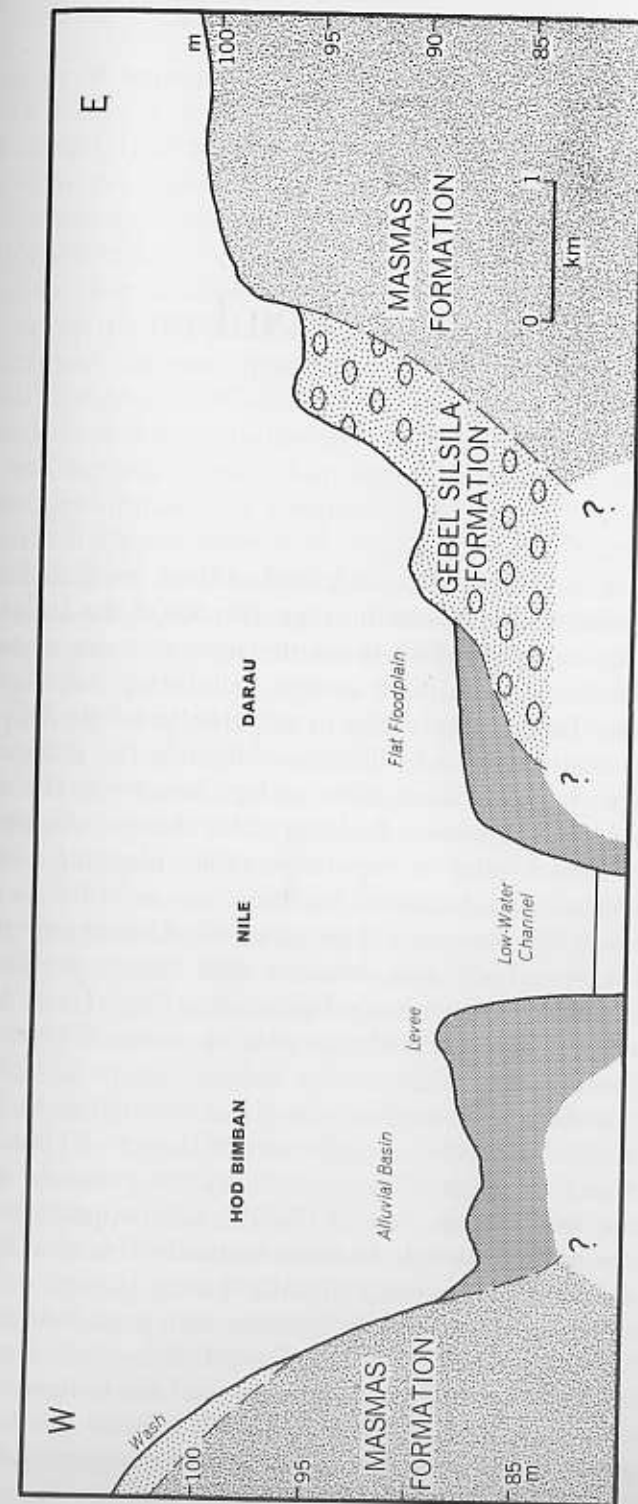 W
E
HOD BIMBAN
NILE
DARAU
Wash
Alluvial Basin
Levee
Low-Water
Channel
Flat Floodplain
MASMAS
FORMATION
GEBEL SILSILA
FORMATION
MASMAS
FORMATION
100
95
85
m
m
100
95
90
85
?
?
?
0 1
km